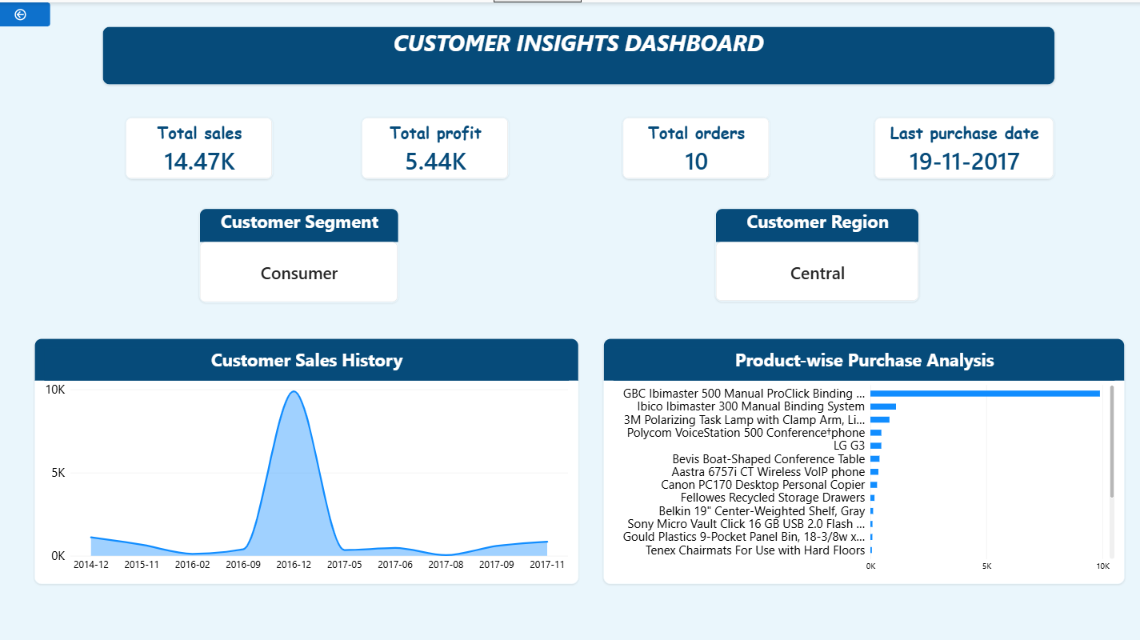 CUSTOMER INSIGHTS DASHBOARD
Total sales
14.47K
Total profit
5.44K
Total orders
10
Last purchase date
19-11-2017
Customer Segment
Consumer
Customer Region
Central
Customer Sales History
10K
5K
0K
2014-12 2015-11 2016-02 2016-09 2016-12 2017-05 2017-06 2017-08 2017-09 2017-11
Product-wise Purchase Analysis
GBC Ibimaster 500 Manual ProClick Binding ...
Ibico Ibimaster 300 Manual Binding System
3M Polarizing Task Lamp with Clamp Arm, Li...
Polycom VoiceStation 500 Conference†phone
LG G3
Bevis Boat-Shaped Conference Table
Aastra 6757i CT Wireless VoIP phone
Canon PC170 Desktop Personal Copier
Fellowes Recycled Storage Drawers
Belkin 19" Center-Weighted Shelf, Gray
Sony Micro Vault Click 16 GB USB 2.0 Flash ...
Gould Plastics 9-Pocket Panel Bin, 18-3/8w x...
Tenex Chairmats For Use with Hard Floors
0K 5K 10K